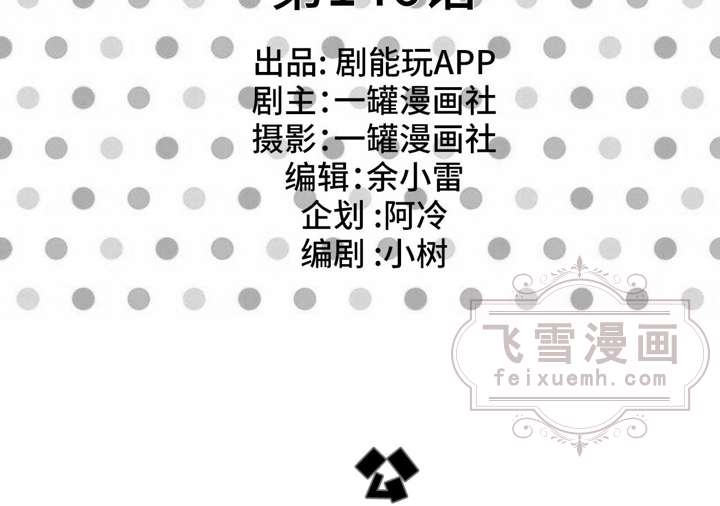 出品: 剧能玩APP
剧主:一罐漫画社
摄影:一罐漫画社
编辑:余小雷
企划 :阿冷
编剧 :小树
飞雪漫画
feixuemh.com